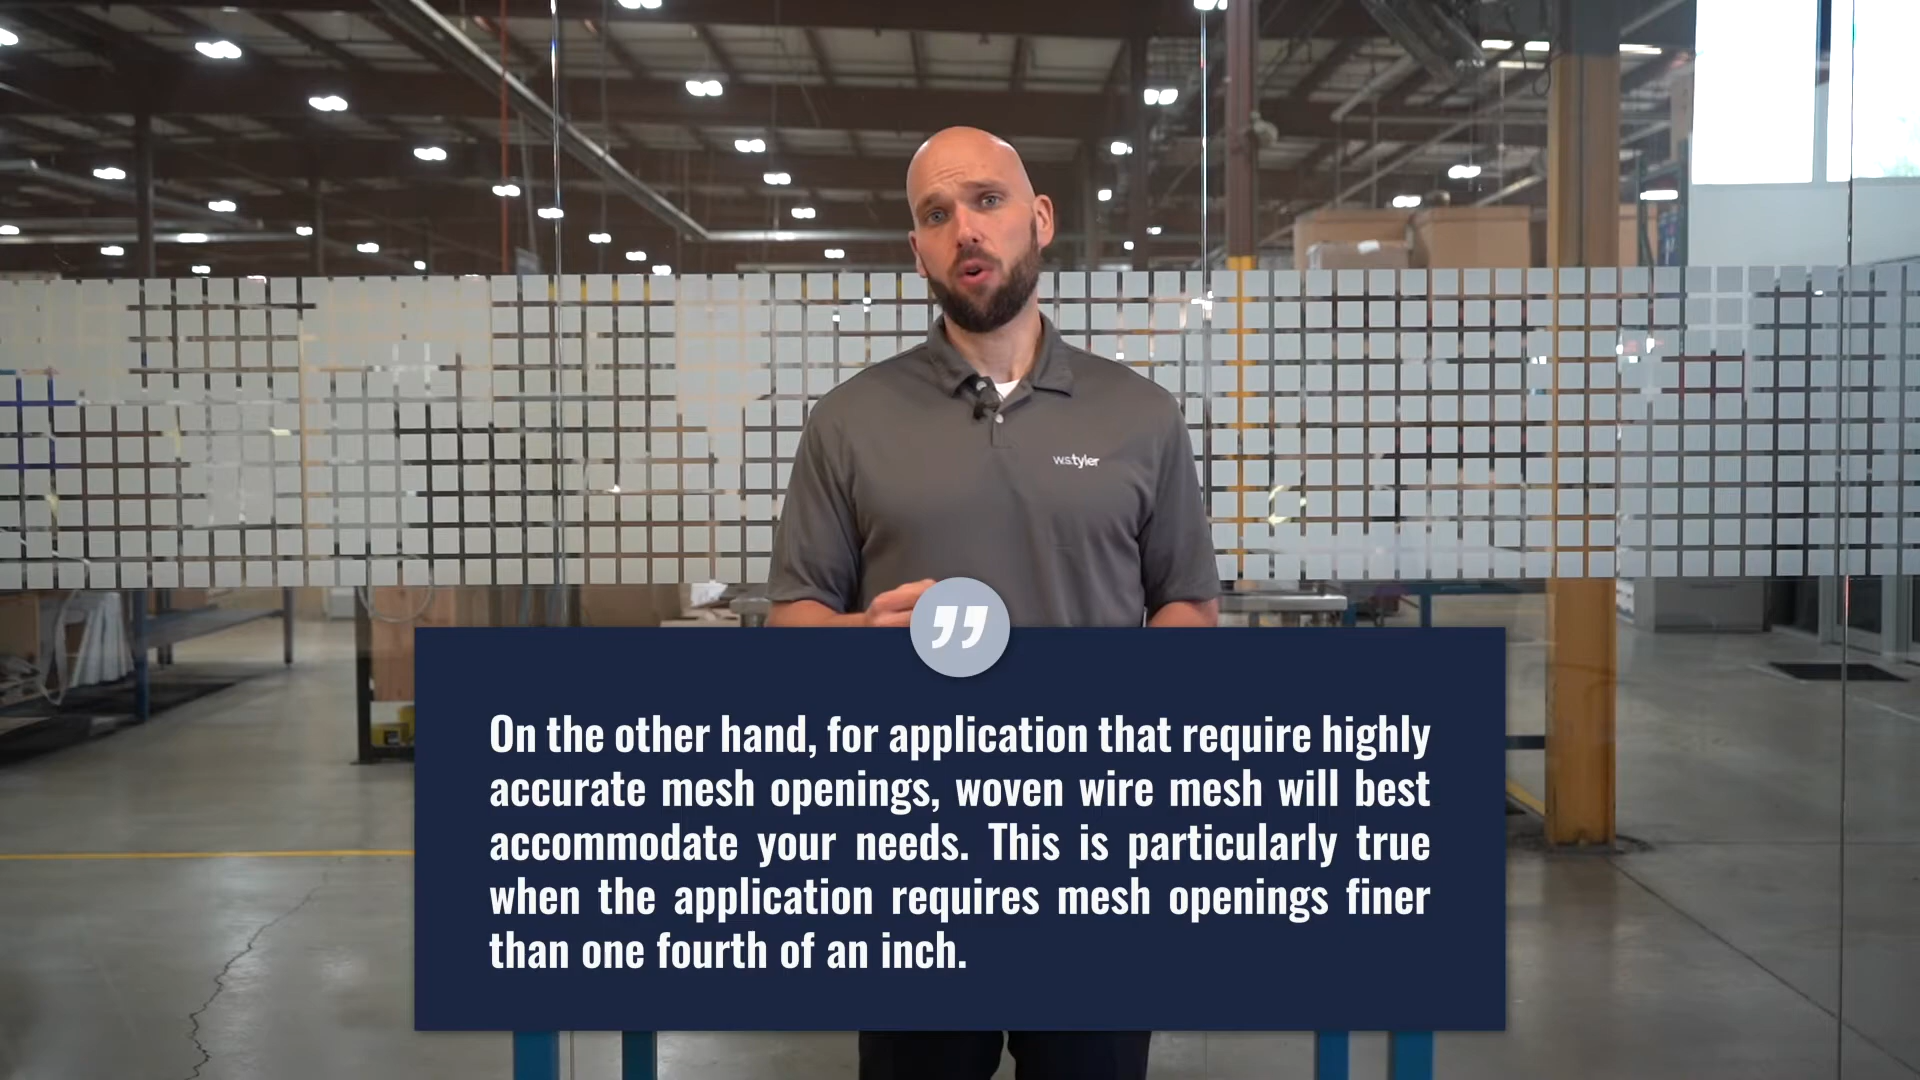 w.s.tyler
On the other hand, for application that require highly
accurate mesh openings, woven wire mesh will best
accommodate your needs. This is particularly true
when the application requires mesh openings finer
than one fourth of an inch.